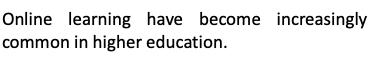 Online learning have become increasingly
common in higher education.